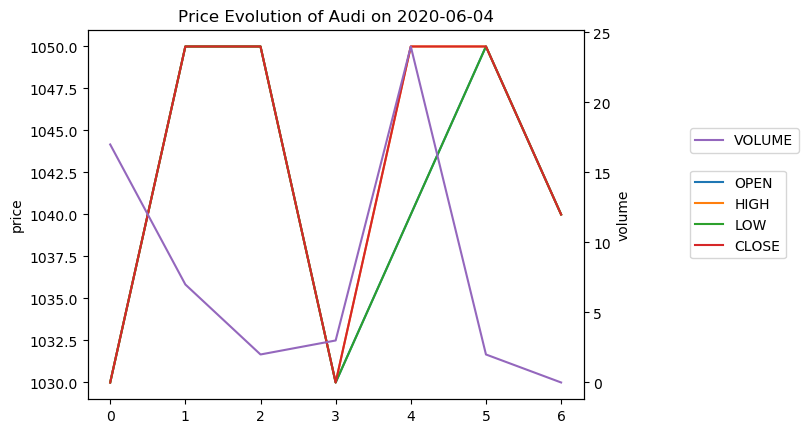 Price Evolution of Audi on 2020-06-04
price
1050.0
1047.5
1045.0
1042.5
1040.0
1037.5
1035.0
1032.5
1030.0
0 1 2 3 4 5 6
25
20
15
10
5
0
volume
VOLUME
OPEN
HIGH
LOW
CLOSE